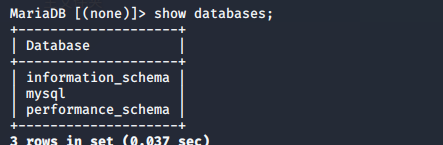 MariaDB [(none)]> show databases;
+--------------------+
| Database           |
+--------------------+
| information_schema |
| mysql              |
| performance_schema |
+--------------------+
3 rows in set (0.037 sec)